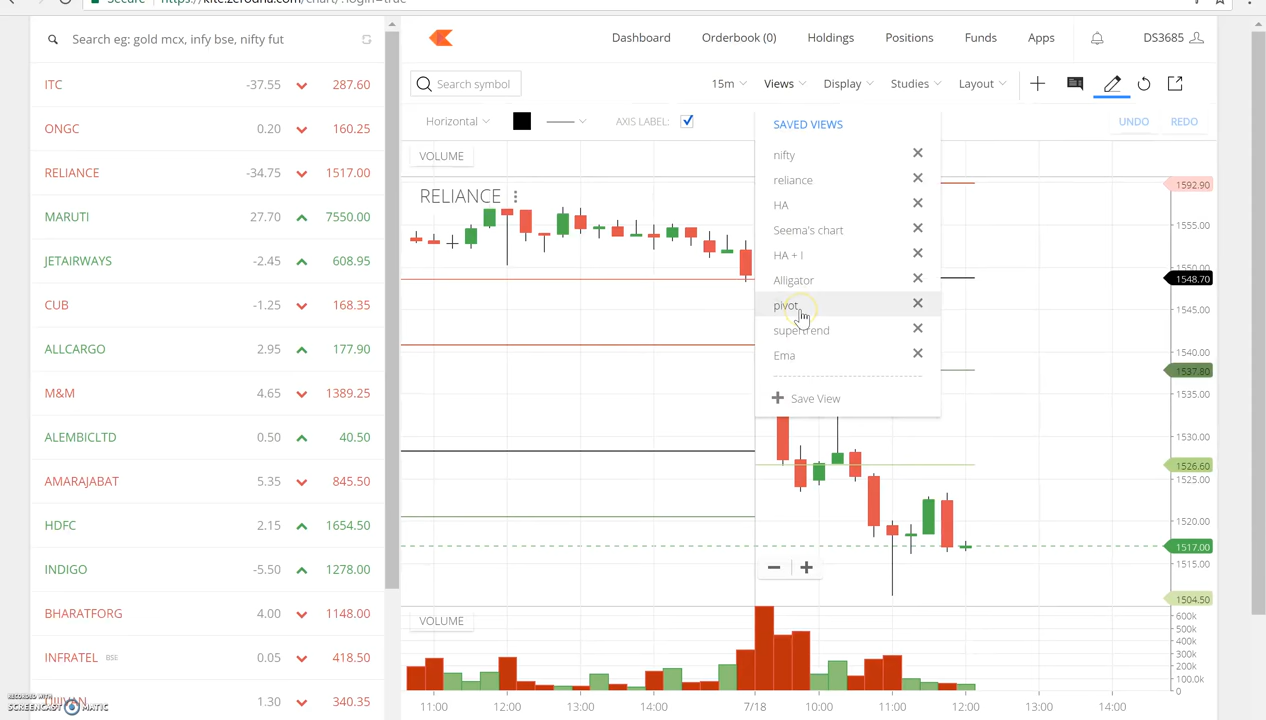 Secure https://kite.zerodha.com/chart/?login=true
Search eg: gold mcx, infy bse, nifty fut
ITC -37.55 287.60
ONGC 0.20 160.25
RELIANCE -34.75 1517.00
MARUTI 27.70 7550.00
JETAIRWAYS -2.45 608.95
CUB -1.25 168.35
ALLCARGO 2.95 177.90
M&M 4.65 1389.25
ALEMBICLTD 0.50 40.50
AMARAJABAT 5.35 845.50
HDFC 2.15 1654.50
INDIGO -5.50 1278.00
BHARATFORG 4.00 1148.00
INFRATEL BSE 0.05 418.50
1.30 340.35
RECORDED WITH
SCREENCAST MATIC
Dashboard Orderbook (0) Holdings Positions Funds Apps DS3685
Search symbol 15m Views Display Studies Layout
Horizontal AXIS LABEL: UNDO REDO
VOLUME
RELIANCE
SAVED VIEWS
nifty
reliance
HA
Seema's chart
HA + I
Alligator
pivot
supertrend
Ema
Save View
1592.90
1555.00
1550.00
1548.70
1545.00
1540.00
1537.80
1530.00
1526.60
1525.00
1520.00
1517.00
1515.00
1504.50
VOLUME
600k
500k
400k
300k
200k
100k
0
11:00 12:00 13:00 14:00 7/18 10:00 11:00 12:00 13:00 14:00